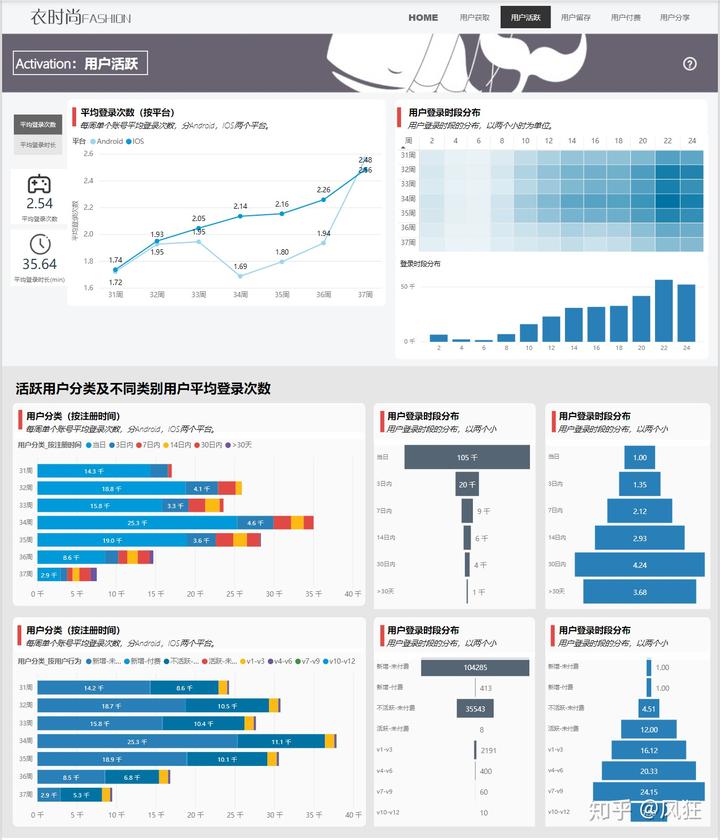 衣时尚FASHION
HOME 用户获取 用户活跃 用户留存 用户付费 用户分享
Activation：用户活跃
?
平均登录次数
平均登录时长
2.54
平均登录次数
35.64
平均登录时长(min)
平均登录次数（按平台）
每周单个账号平均登录次数，分Android，IOS两个平台。
平台 Android IOS
平均登录次数
2.6
2.4
2.2
2.0
1.8
1.6
1.74 1.93 2.05 2.14 2.16 2.26 2.48
1.72 1.95 1.95 1.69 1.80 1.94
31周 32周 33周 34周 35周 36周 37周
用户登录时段分布
用户登录时段的分布，以两个小时为单位。
周 2 4 6 8 10 12 14 16 18 20 22 24
31周
32周
33周
34周
35周
36周
37周
登录时段分布
50 千
0 千
2 4 6 8 10 12 14 16 18 20 22 24
活跃用户分类及不同类别用户平均登录次数
用户分类（按注册时间）
每周单个账号平均登录次数，分Android，IOS两个平台。
用户分类_按注册时间 当日 3日内 7日内 14日内 30日内 >30天
31周 14.3 千
32周 18.8 千 4.1 千
33周 15.8 千 3.3 千
34周 25.3 千 4.6 千
35周 19.0 千 3.6 千
36周 8.6 千
37周 2.9 千
0 千 5 千 10 千 15 千 20 千 25 千 30 千 35 千 40 千
用户登录时段分布
用户登录时段的分布，以两个小
当日 105 千
3日内 20 千
7日内 9 千
14日内 6 千
30日内 4 千
>30天 1 千
用户登录时段分布
用户登录时段的分布，以两个小
当日 1.00
3日内 1.35
7日内 2.12
14日内 2.93
30日内 4.24
>30天 3.68
用户分类（按注册时间）
每周单个账号平均登录次数，分Android，IOS两个平台。
用户分类_按用户行为 新增-未... 新增-付费 不活跃-... 活跃-未... v1-v3 v4-v6 v7-v9 v10-v12
31周 14.2 千 8.6 千
32周 18.7 千 10.5 千
33周 15.8 千 10.4 千
34周 25.3 千 11.1 千
35周 18.9 千 10.1 千
36周 8.5 千 6.8 千
37周 2.9 千 5.3 千
0 千 5 千 10 千 15 千 20 千 25 千 30 千 35 千 40 千
用户登录时段分布
用户登录时段的分布，以两个小
新增-未付费 104285
新增-付费 413
不活跃-未付费 35543
活跃-未付费 8
v1-v3 2191
v4-v6 400
v7-v9 60
v10-v12 10
用户登录时段分布
用户登录时段的分布，以两个小
新增-未付费 1.00
新增-付费 1.00
不活跃-未付费 4.51
活跃-未付费 12.00
v1-v3 16.12
v4-v6 20.33
v7-v9 24.15
v10-v12
知乎 @风狂